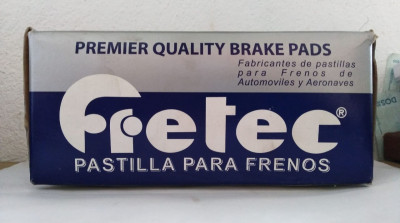 PREMIER QUALITY BRAKE PADS
Fabricantes de pastillas
para Frenos de
Automoviles y Aeronaves
Fretec®
PASTILLA PARA FRENOS